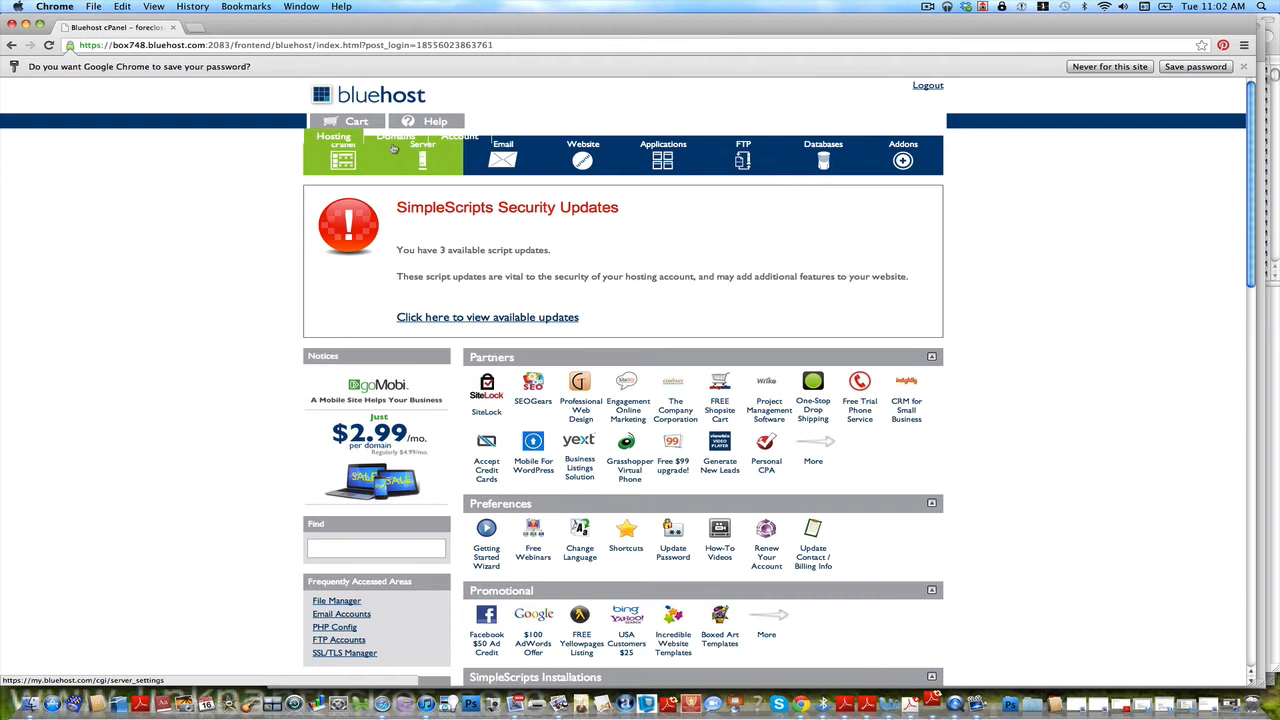 Chrome File Edit View History Bookmarks Window Help Tue 11:02 AM
Bluehost cPanel – foreclos
https://box748.bluehost.com:2083/frontend/bluehost/index.html?post_login=18556023863761
Do you want Google Chrome to save your password? Never for this site Save password
Logout
bluehost
Cart Help
Hosting Domains Account
cPanel Server Email Website Applications FTP Databases Addons
SimpleScripts Security Updates
You have 3 available script updates.
These script updates are vital to the security of your hosting account, and may add additional features to your website.
Click here to view available updates
Notices
goMobi
A Mobile Site Helps Your Business
Just
$2.99/mo.
per domain
Regularly $4.99/mo.
SALE SALE
Find
Frequently Accessed Areas
File Manager
Email Accounts
PHP Config
FTP Accounts
SSL/TLS Manager
Partners
SiteLock
SEOGears
Professional Web Design
Engagement Online Marketing
The Company Corporation
FREE Shopsite Cart
Project Management Software
One-Stop Drop Shipping
Free Trial Phone Service
CRM for Small Business
Accept Credit Cards
Mobile For WordPress
Business Listings Solution
Grasshopper Virtual Phone
Free $99 upgrade!
Generate New Leads
Personal CPA
More
Preferences
Getting Started Wizard
Free Webinars
Change Language
Shortcuts
Update Password
How-To Videos
Renew Your Account
Update Contact / Billing Info
Promotional
Facebook $50 Ad Credit
Google
$100 AdWords Offer
FREE Yellowpages Listing
bing
YAHOO!
USA Customers $25
Incredible Website Templates
Boxed Art Templates
More
SimpleScripts Installations
https://my.bluehost.com/cgi/server_settings